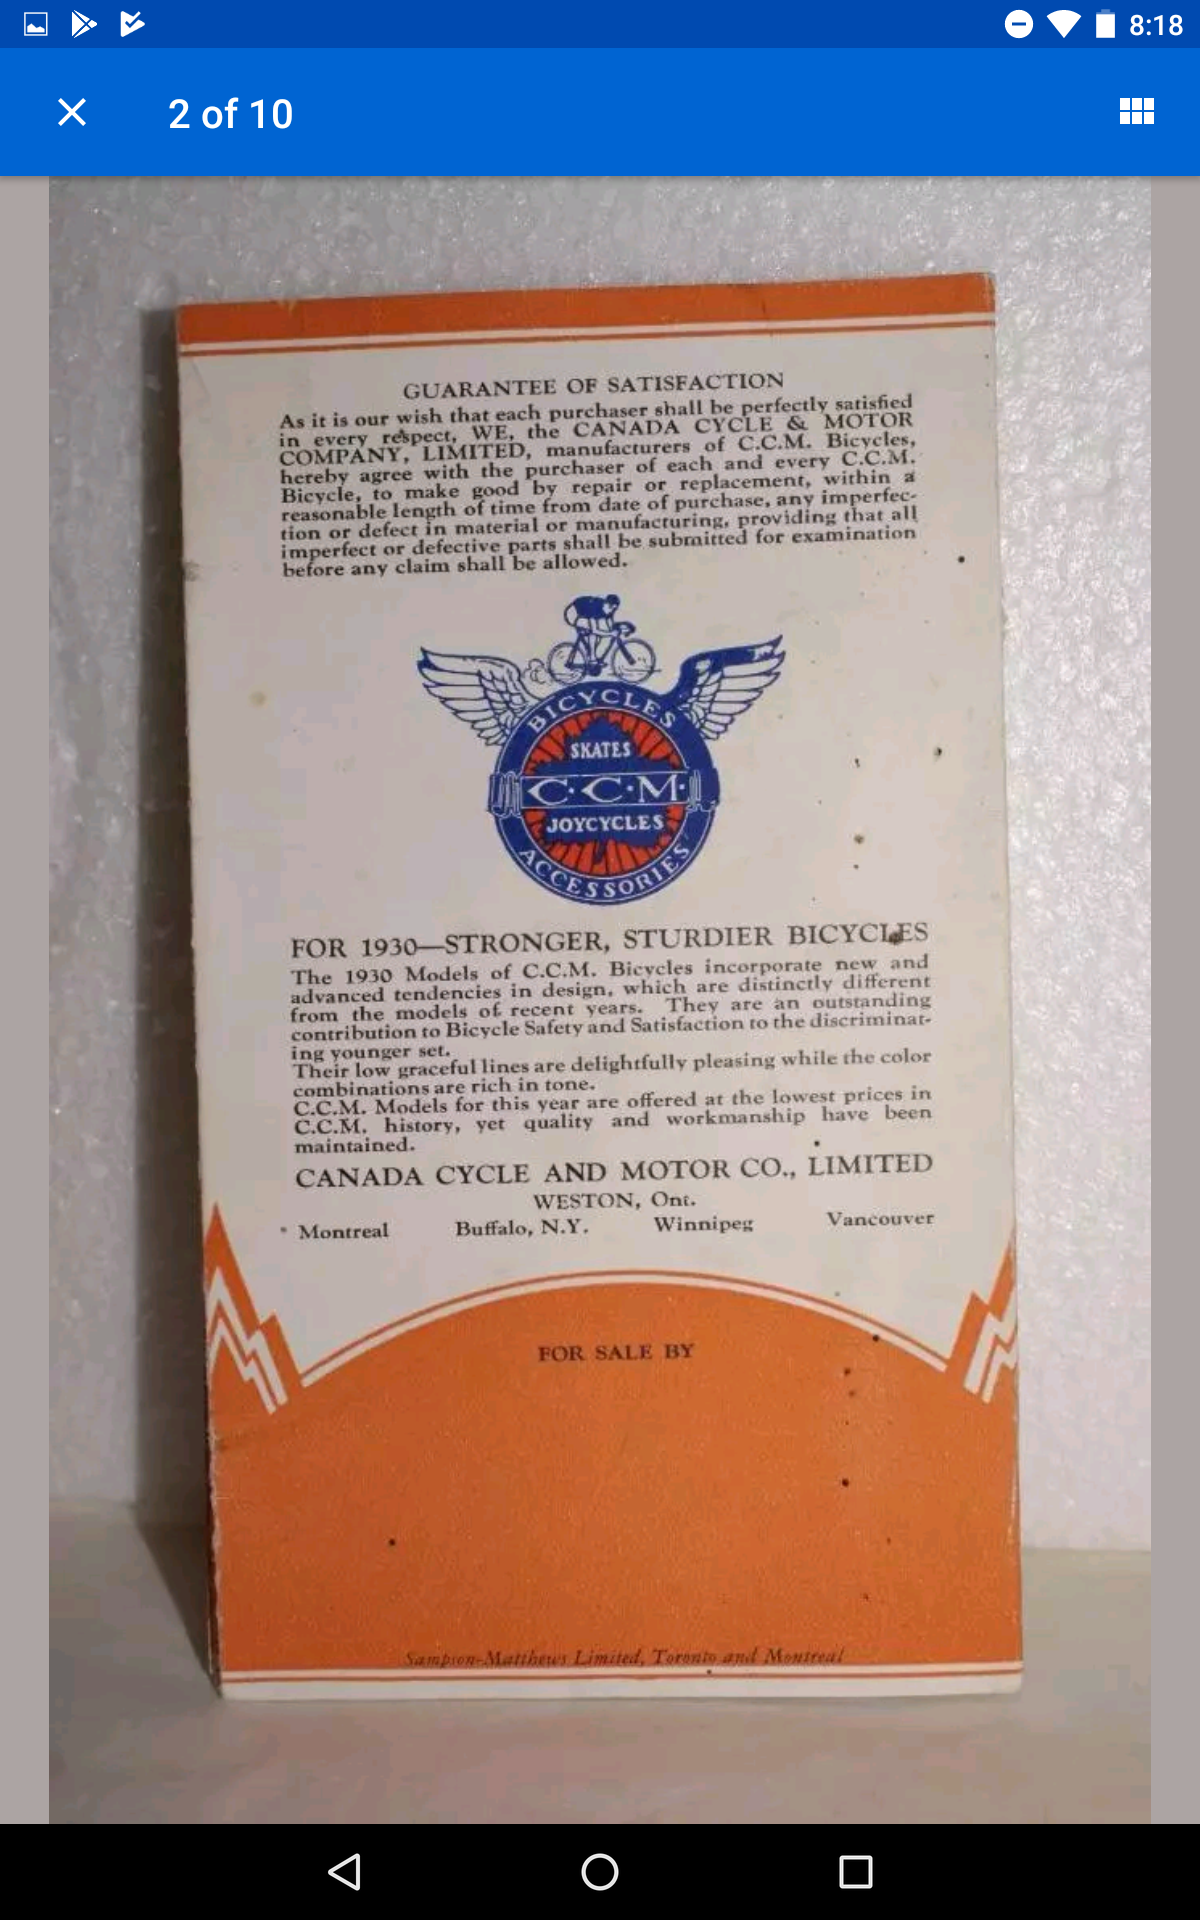 8:18
2 of 10
GUARANTEE OF SATISFACTION
As it is our wish that each purchaser shall be perfectly satisfied
in every respect, WE, the CANADA CYCLE & MOTOR
COMPANY, LIMITED, manufacturers of C.C.M. Bicycles,
hereby agree with the purchaser of each and every C.C.M.
Bicycle, to make good by repair or replacement, within a
reasonable length of time from date of purchase, any imperfec-
tion or defect in material or manufacturing, providing that all
imperfect or defective parts shall be submitted for examination
before any claim shall be allowed.
BICYCLES
SKATES
C·C·M·
JOYCYCLES
ACCESSORIES
FOR 1930—STRONGER, STURDIER BICYCLES
The 1930 Models of C.C.M. Bicycles incorporate new and
advanced tendencies in design, which are distinctly different
from the models of recent years. They are an outstanding
contribution to Bicycle Safety and Satisfaction to the discriminat-
ing younger set.
Their low graceful lines are delightfully pleasing while the color
combinations are rich in tone.
C.C.M. Models for this year are offered at the lowest prices in
C.C.M. history, yet quality and workmanship have been
maintained.
CANADA CYCLE AND MOTOR CO., LIMITED
WESTON, Ont.
Montreal Buffalo, N.Y. Winnipeg Vancouver
FOR SALE BY
Sampson-Matthews Limited, Toronto and Montreal